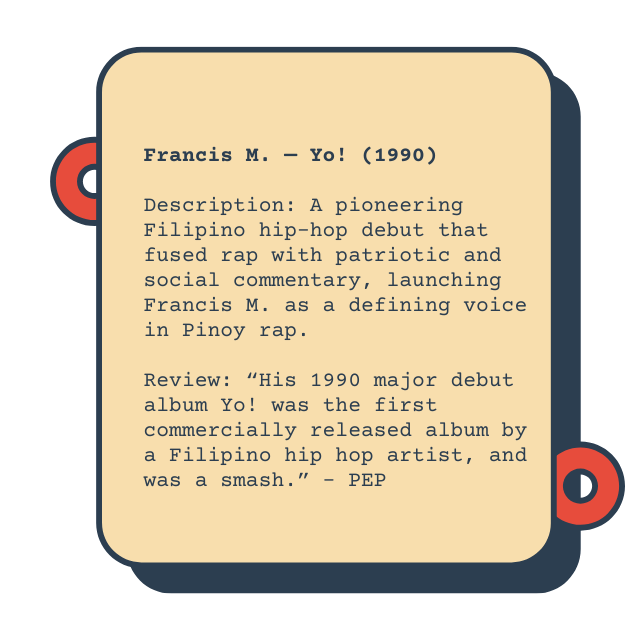 Francis M. — Yo! (1990)
Description: A pioneering
Filipino hip-hop debut that
fused rap with patriotic and
social commentary, launching
Francis M. as a defining voice
in Pinoy rap.
Review: “His 1990 major debut
album Yo! was the first
commercially released album by
a Filipino hip hop artist, and
was a smash.” – PEP